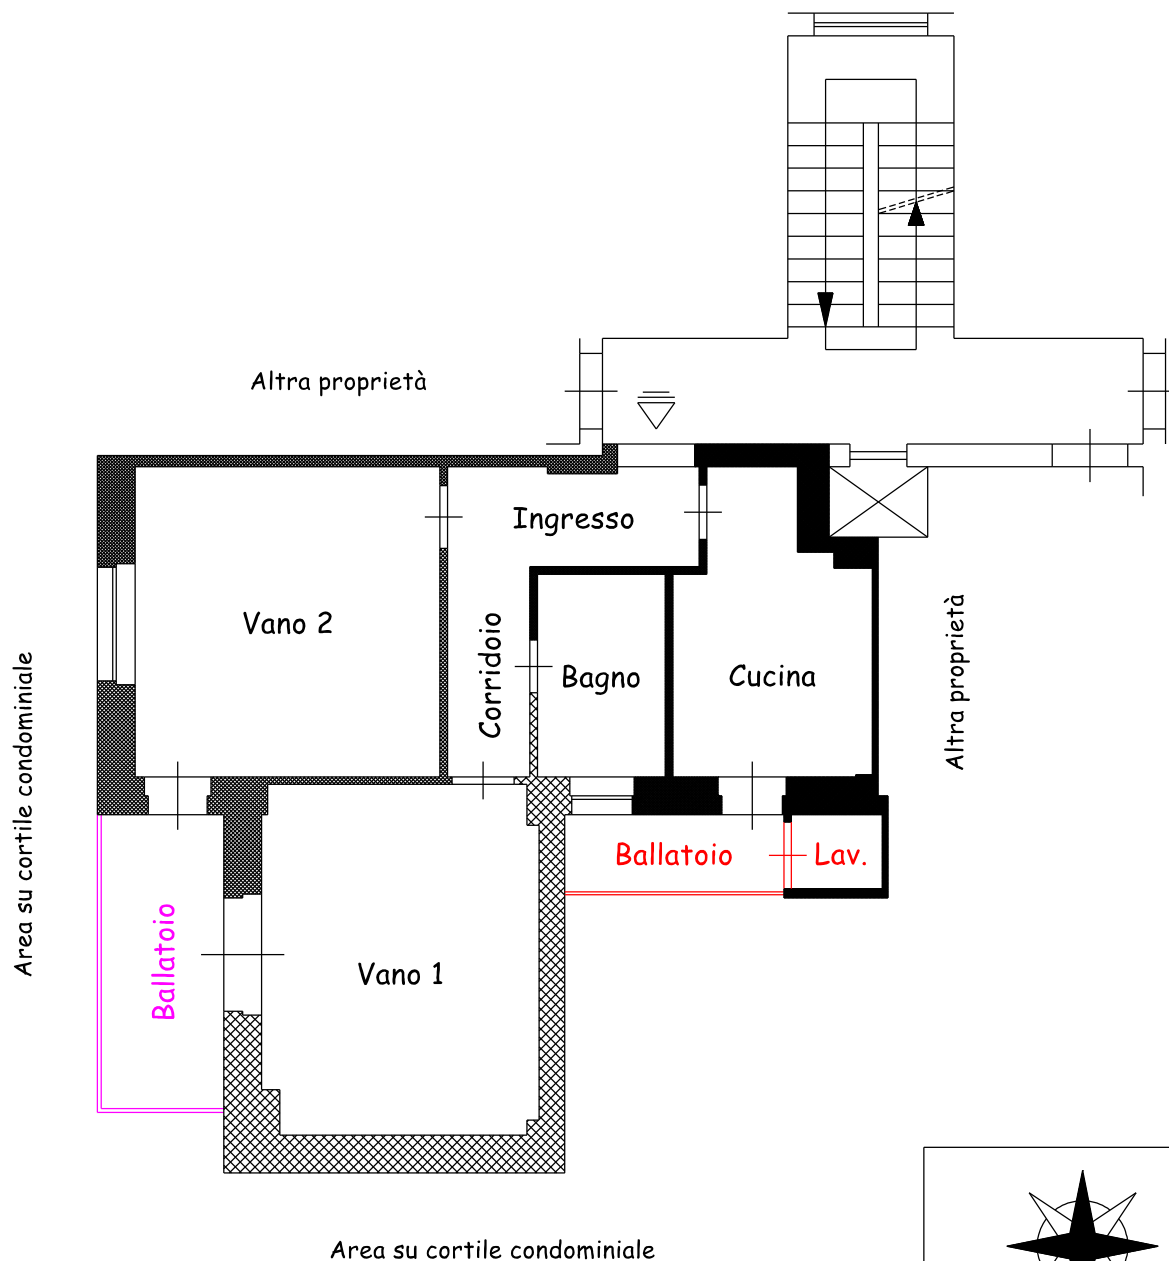 Altra proprietà
Ingresso
Vano 2
Corridoio
Bagno
Cucina
Altra proprietà
Area su cortile condominiale
Ballatoio
Lav.
Ballatoio
Vano 1
Area su cortile condominiale